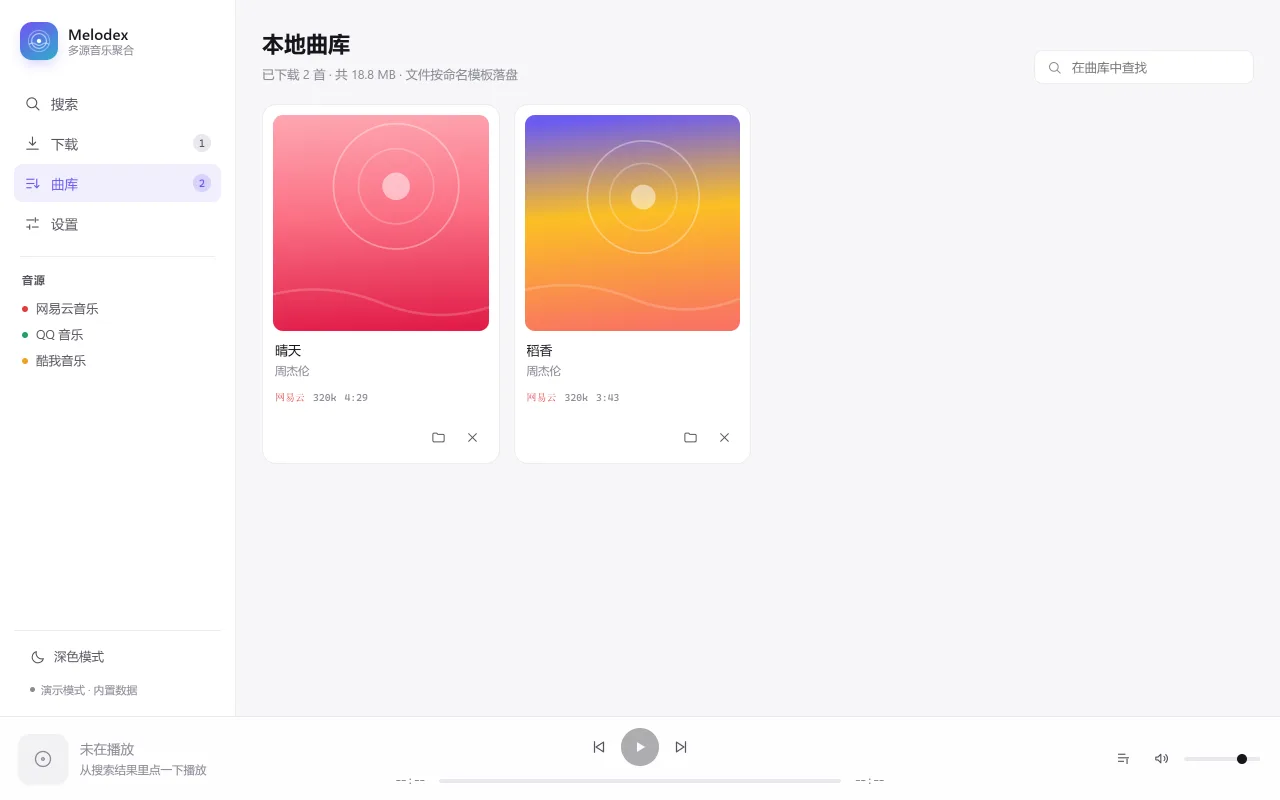 Melodex
多源音乐聚合
搜索
下载 1
曲库 2
设置
音源
网易云音乐
QQ 音乐
酷我音乐
深色模式
演示模式 · 内置数据
本地曲库
已下载 2 首 · 共 18.8 MB · 文件按命名模板落盘
在曲库中查找
晴天
周杰伦
网易云 320k 4:29
稻香
周杰伦
网易云 320k 3:43
未在播放
从搜索结果里点一下播放
--:-- --:--